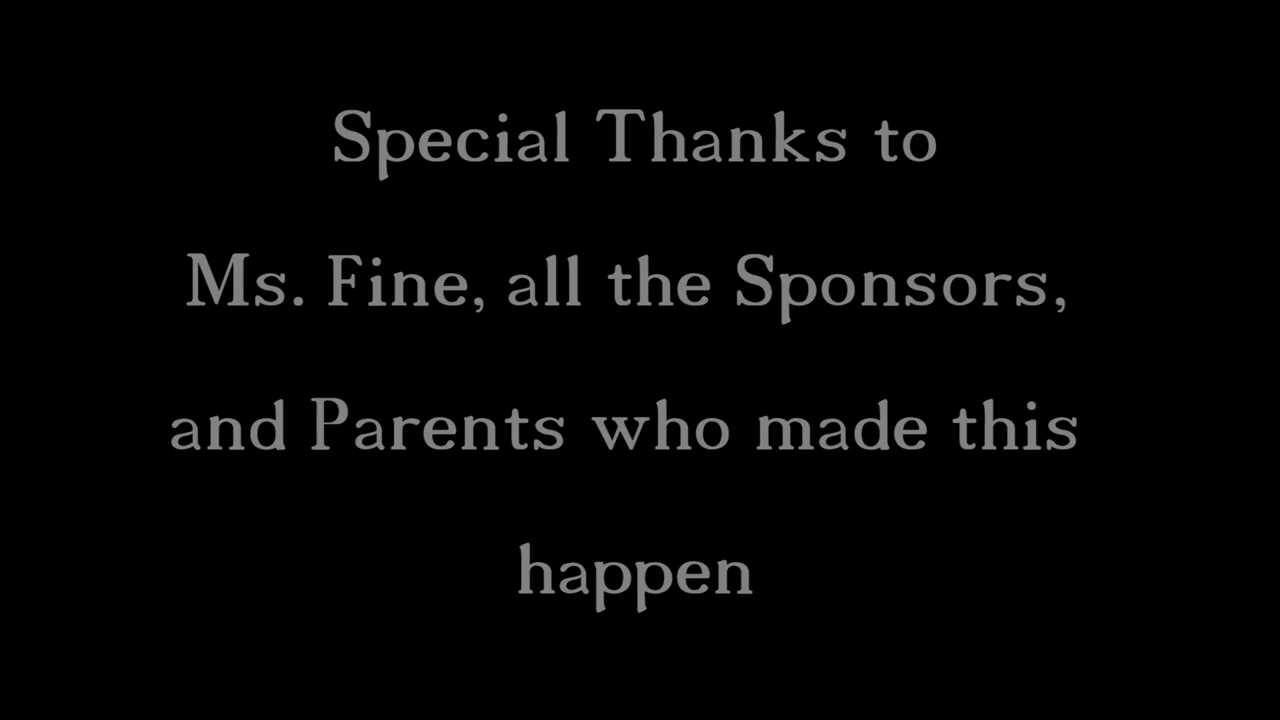 Special Thanks to
Ms. Fine, all the Sponsors,
and Parents who made this
happen